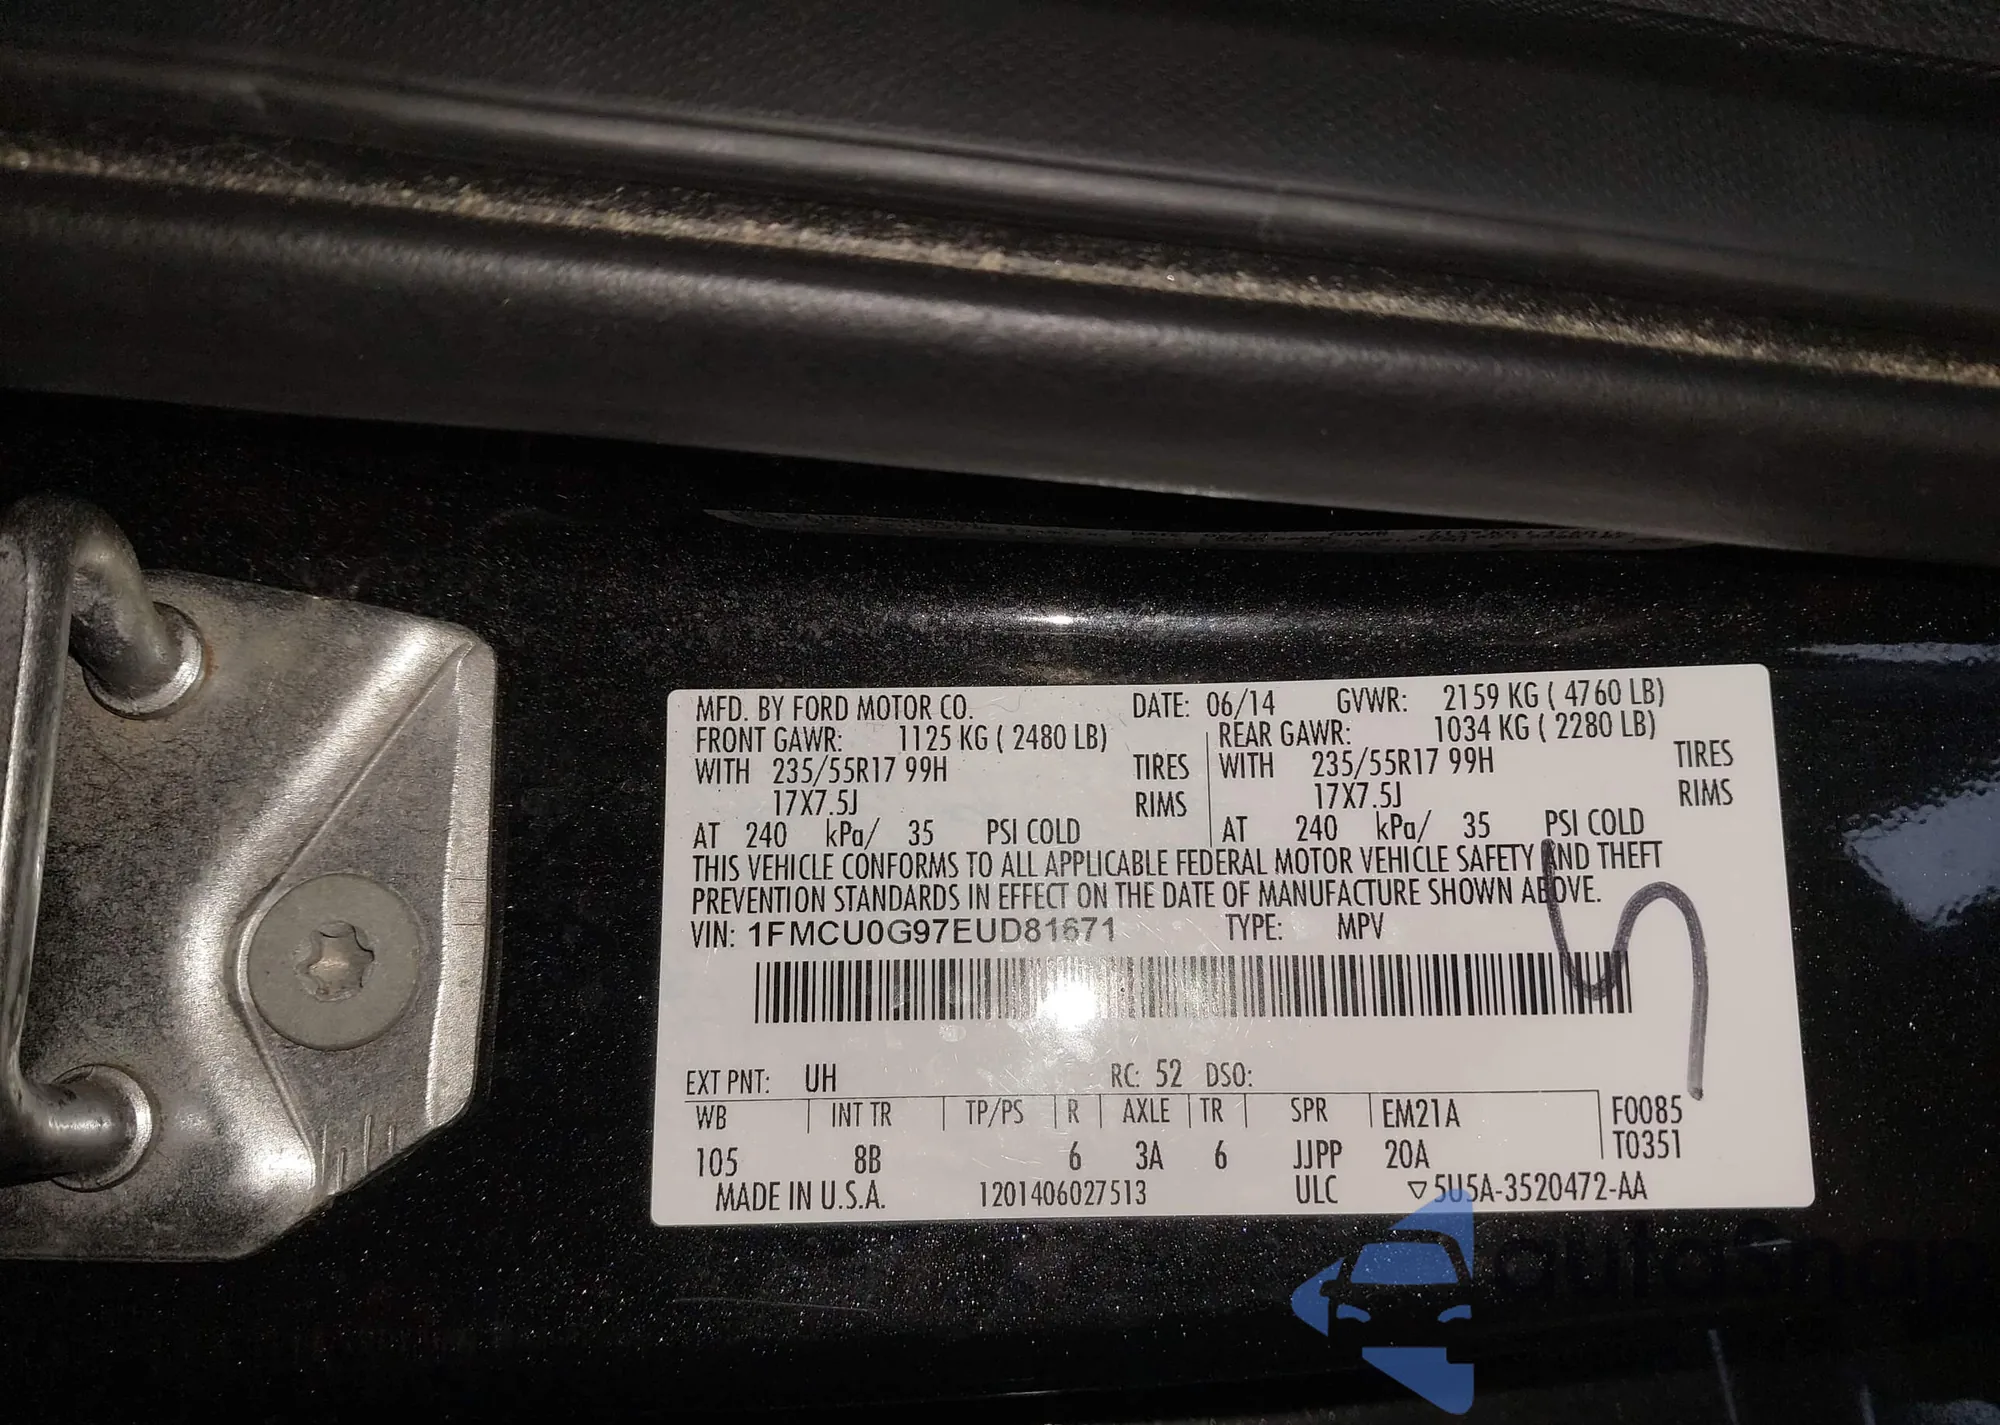 MFD. BY FORD MOTOR CO. DATE: 06/14 GVWR: 2159 KG ( 4760 LB)
FRONT GAWR: 1125 KG ( 2480 LB) REAR GAWR: 1034 KG ( 2280 LB)
WITH 235/55R17 99H TIRES WITH 235/55R17 99H TIRES
17X7.5J RIMS 17X7.5J RIMS
AT 240 kPa/ 35 PSI COLD AT 240 kPa/ 35 PSI COLD
THIS VEHICLE CONFORMS TO ALL APPLICABLE FEDERAL MOTOR VEHICLE SAFETY AND THEFT
PREVENTION STANDARDS IN EFFECT ON THE DATE OF MANUFACTURE SHOWN ABOVE.
VIN: 1FMCU0G97EUD81671 TYPE: MPV
EXT PNT: UH RC: 52 DSO:
WB INT TR TP/PS R AXLE TR SPR EM21A F0085
105 8B 6 3A 6 JJPP 20A T0351
MADE IN U.S.A. 1201406027513 ULC ▽5U5A-3520472-AA